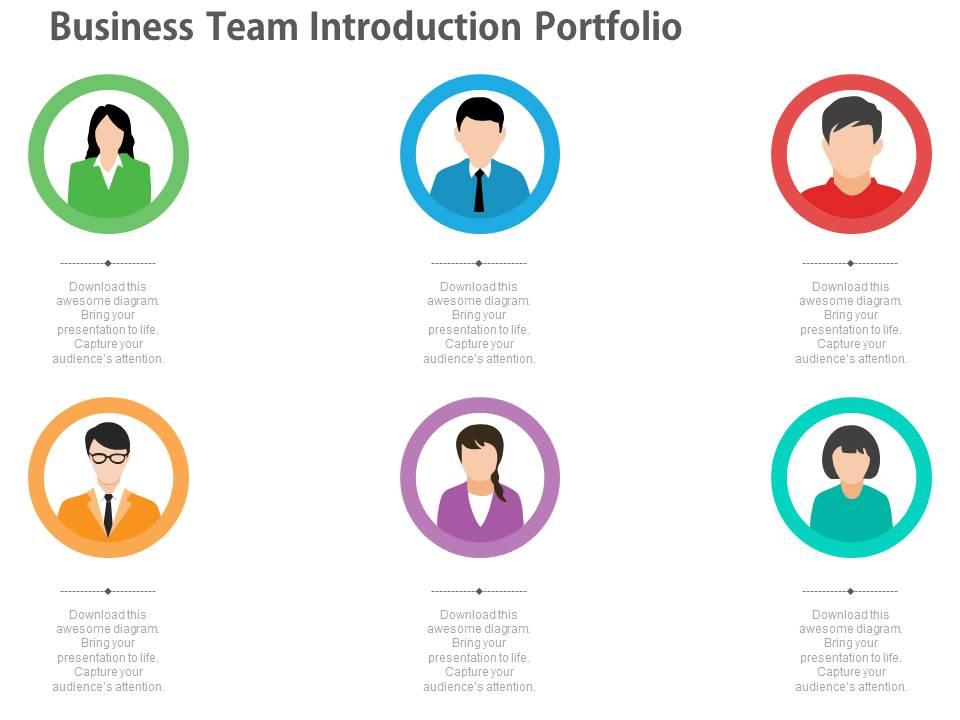 Business Team Introduction Portfolio
Download this
awesome diagram.
Bring your
presentation to life.
Capture your
audience's attention.
Download this
awesome diagram.
Bring your
presentation to life.
Capture your
audience's attention.
Download this
awesome diagram.
Bring your
presentation to life.
Capture your
audience's attention.
Download this
awesome diagram.
Bring your
presentation to life.
Capture your
audience's attention.
Download this
awesome diagram.
Bring your
presentation to life.
Capture your
audience's attention.
Download this
awesome diagram.
Bring your
presentation to life.
Capture your
audience's attention.